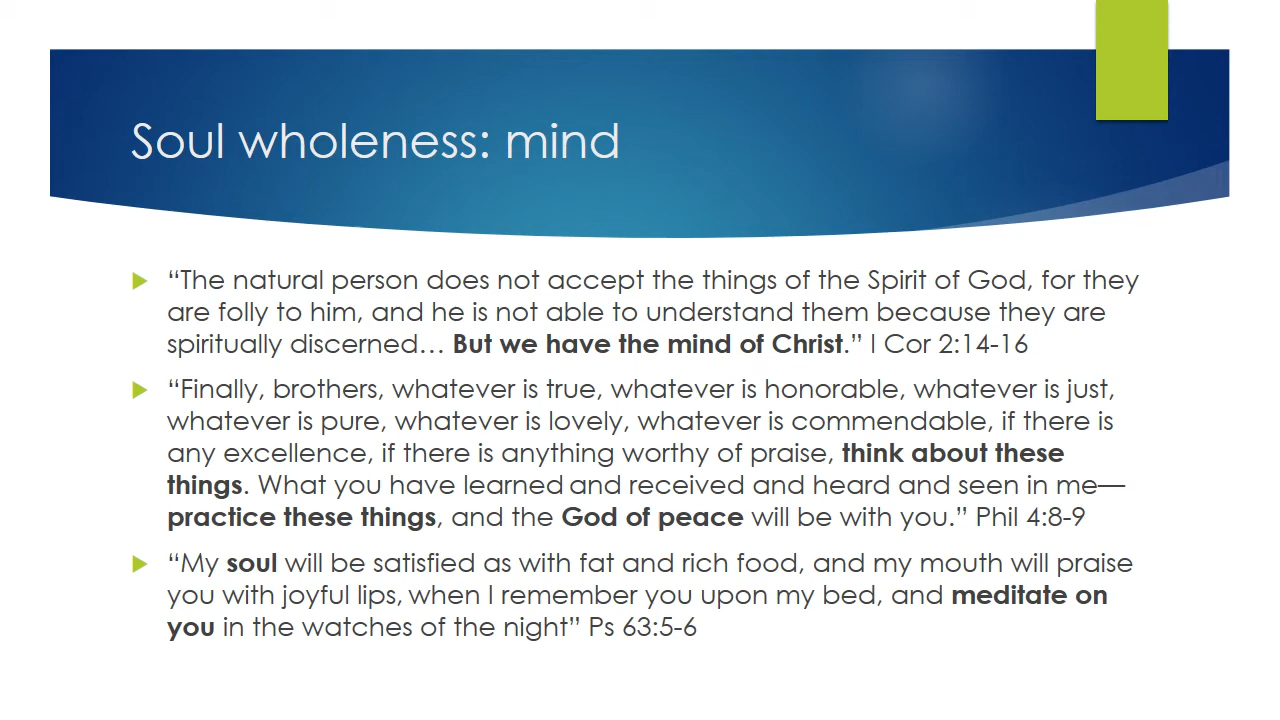 Soul wholeness: mind
“The natural person does not accept the things of the Spirit of God, for they
are folly to him, and he is not able to understand them because they are
spiritually discerned… But we have the mind of Christ.” I Cor 2:14-16
“Finally, brothers, whatever is true, whatever is honorable, whatever is just,
whatever is pure, whatever is lovely, whatever is commendable, if there is
any excellence, if there is anything worthy of praise, think about these
things. What you have learned and received and heard and seen in me—
practice these things, and the God of peace will be with you.” Phil 4:8-9
“My soul will be satisfied as with fat and rich food, and my mouth will praise
you with joyful lips, when I remember you upon my bed, and meditate on
you in the watches of the night” Ps 63:5-6